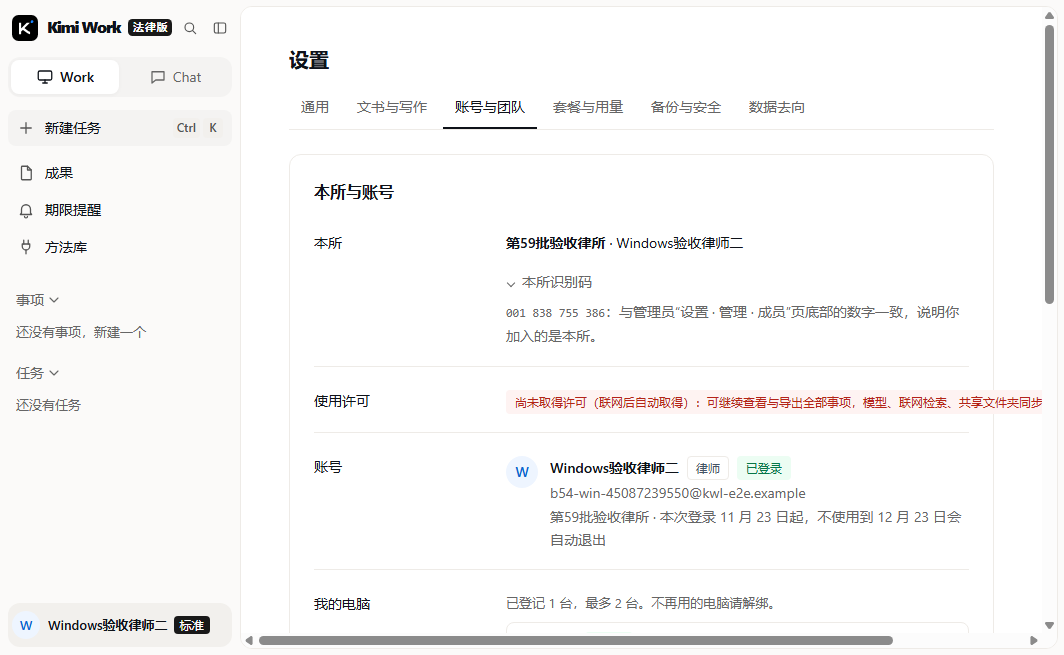 Kimi Work 法律版
Work
Chat
新建任务 Ctrl K
成果
期限提醒
方法库
事项
还没有事项，新建一个
任务
还没有任务
W Windows验收律师二 标准
设置
通用 文书与写作 账号与团队 套餐与用量 备份与安全 数据去向
本所与账号
本所
第59批验收律所 · Windows验收律师二
本所识别码
001 838 755 386：与管理员“设置 · 管理 · 成员”页底部的数字一致，说明你
加入的是本所。
使用许可
尚未取得许可（联网后自动取得）：可继续查看与导出全部事项，模型、联网检索、共享文件夹同步
账号
W
Windows验收律师二 律师 已登录
b54-win-45087239550@kwl-e2e.example
第59批验收律所 · 本次登录 11 月 23 日起，不使用到 12 月 23 日会
自动退出
我的电脑
已登记 1 台，最多 2 台。不再用的电脑请解绑。